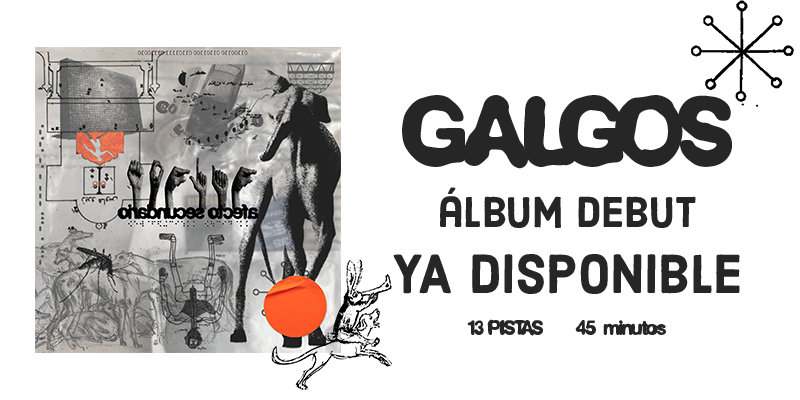 afecto secundario
GALGOS
ÁLBUM DEBUT
YA DISPONIBLE
13 PISTAS 45 minutos